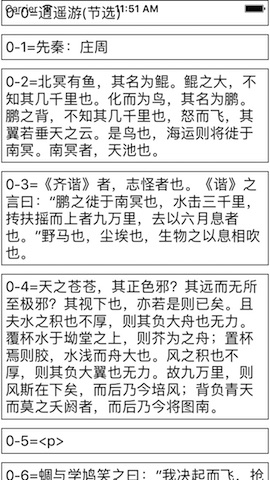 Carrier 11:51 AM
0-0=逍遥游(节选)
0-1=先秦：庄周
0-2=北冥有鱼，其名为鲲。鲲之大，不
知其几千里也。化而为鸟，其名为鹏。
鹏之背，不知其几千里也，怒而飞，其
翼若垂天之云。是鸟也，海运则将徙于
南冥。南冥者，天池也。
0-3=《齐谐》者，志怪者也。《谐》之
言曰：“鹏之徙于南冥也，水击三千里，
抟扶摇而上者九万里，去以六月息者
也。”野马也，尘埃也，生物之以息相吹
也。
0-4=天之苍苍，其正色邪？其远而无所
至极邪？其视下也，亦若是则已矣。且
夫水之积也不厚，则其负大舟也无力。
覆杯水于坳堂之上，则芥为之舟；置杯
焉则胶，水浅而舟大也。风之积也不
厚，则其负大翼也无力。故九万里，则
风斯在下矣，而后乃今培风；背负青天
而莫之夭阏者，而后乃今将图南。
0-5=<p>
0-6=蜩与学鸠笑之曰：“我决起而飞，抢